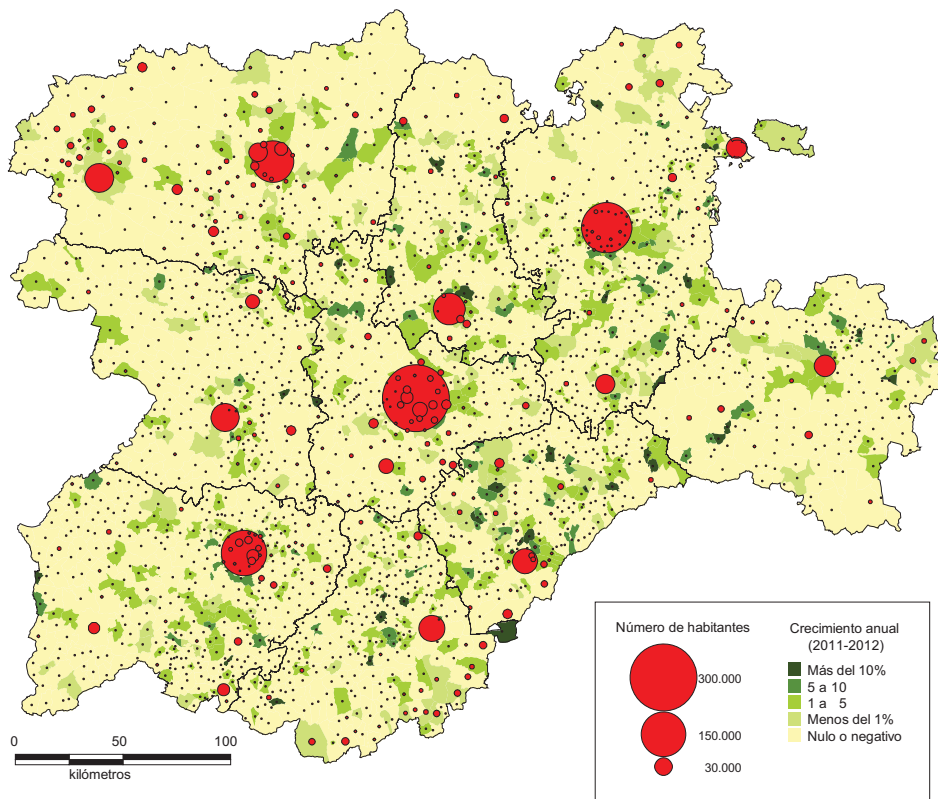 Número de habitantes
300.000
150.000
30.000
Crecimiento anual
(2011-2012)
Más del 10%
5 a 10
1 a 5
Menos del 1%
Nulo o negativo
0 50 100
kilómetros